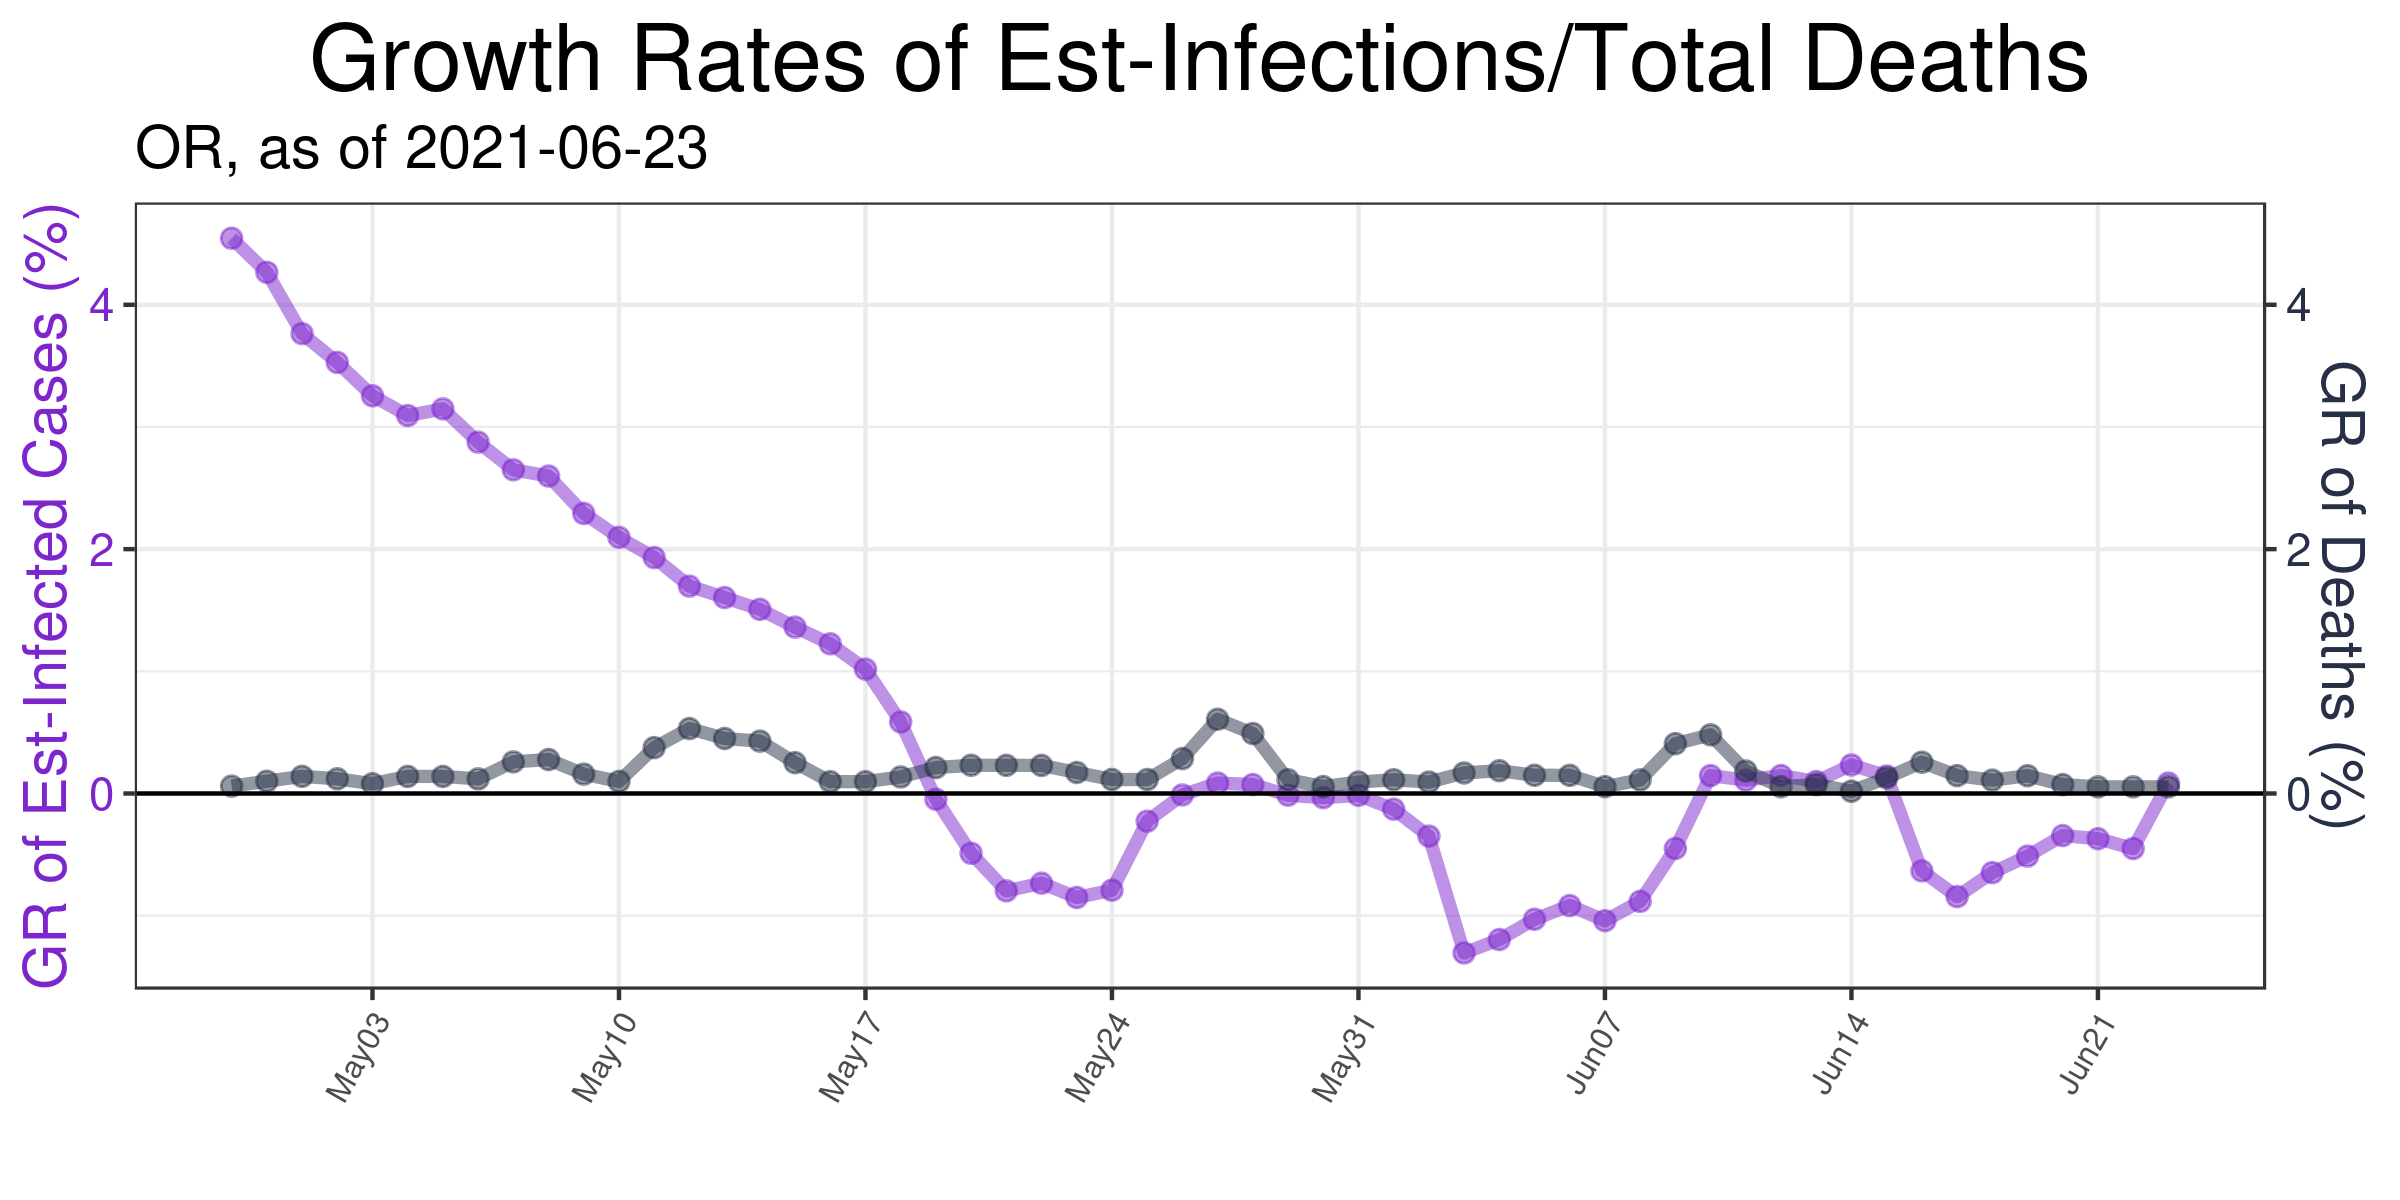 Growth Rates of Est-Infections/Total Deaths
OR, as of 2021-06-23
GR of Est-Infected Cases (%)
4
2
0
4
2
0
GR of Deaths (%)
May03
May10
May17
May24
May31
Jun07
Jun14
Jun21